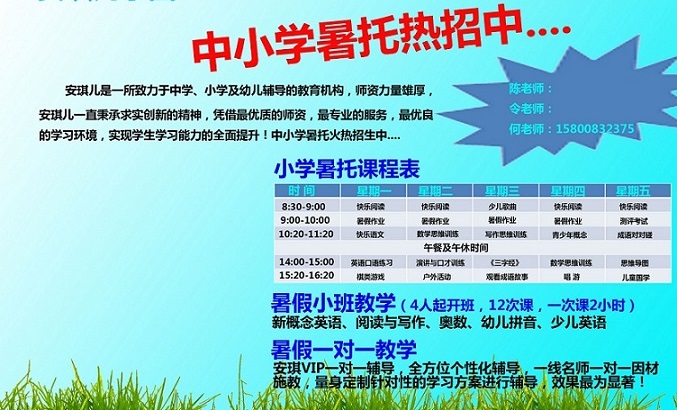 中小学暑托热招中....
安琪儿是一所致力于中学、小学及幼儿辅导的教育机构，师资力量雄厚，
安琪儿一直秉承求实创新的精神，凭借最优质的师资，最专业的服务，最优良
的学习环境，实现学生学习能力的全面提升！中小学暑托火热招生中....
陈老师：
令老师：
何老师：15800832375
小学暑托课程表
时 间 星期一 星期二 星期三 星期四 星期五
8:30-9:00 快乐阅读 快乐阅读 少儿歌曲 快乐阅读 快乐阅读
9:00-10:00 暑假作业 暑假作业 暑假作业 暑假作业 测评考试
10:20-11:20 快乐语文 数学思维训练 写作思维训练 青少年概念 成语对对碰
午餐及午休时间
14:00-15:00 英语口语练习 演讲与口才训练 《三字经》 数学思维训练 思维导图
15:20-16:20 棋类游戏 户外活动 观看成语故事 唱 游 儿童国学
暑假小班教学（4人起开班，12次课，一次课2小时）
新概念英语、阅读与写作、奥数、幼儿拼音、少儿英语
暑假一对一教学
安琪VIP一对一辅导，全方位个性化辅导，一线名师一对一因材
施教，量身定制针对性的学习方案进行辅导，效果最为显著！